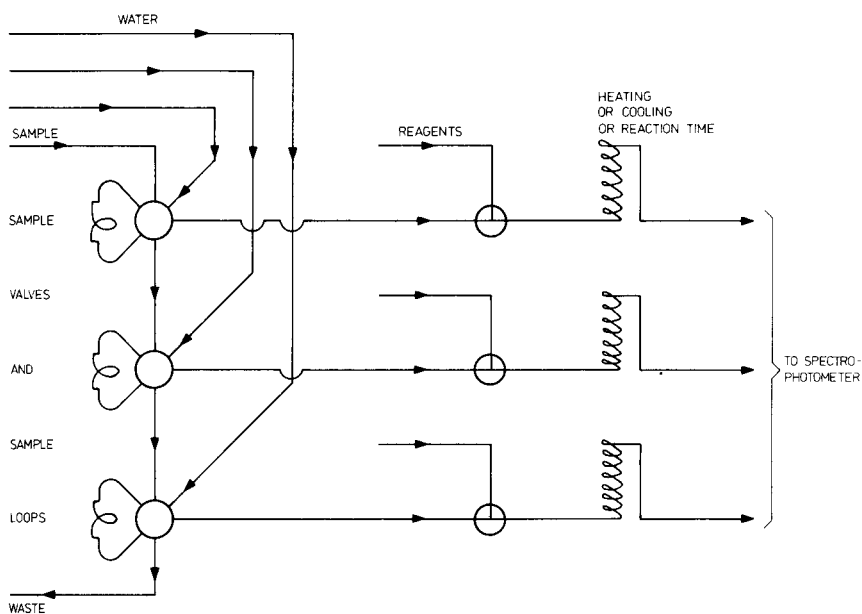 WATER
SAMPLE
REAGENTS
HEATING
OR COOLING
OR REACTION TIME
SAMPLE
VALVES
AND
SAMPLE
LOOPS
WASTE
TO SPECTRO-
PHOTOMETER